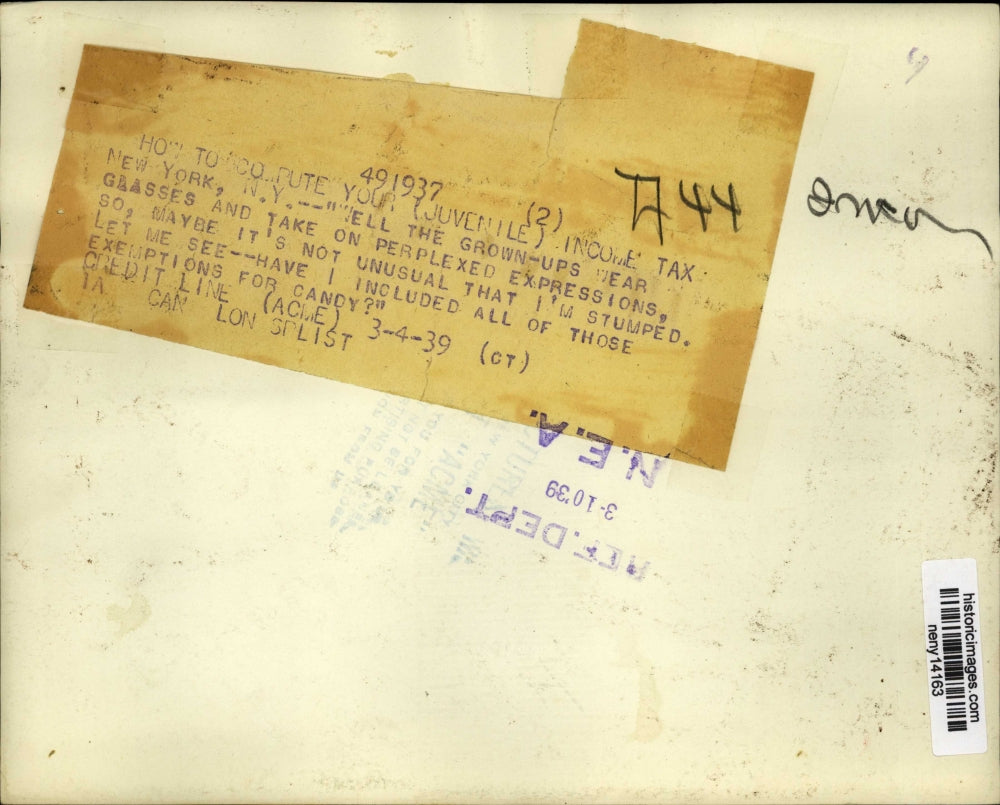 491937 (2)
HOW TO COMPUTE YOUR (JUVENILE) INCOME TAX
NEW YORK, N.Y.--"WELL THE GROWN-UPS WEAR
GLASSES AND TAKE ON PERPLEXED EXPRESSIONS,
SO, MAYBE IT'S NOT UNUSUAL THAT I'M STUMPED.
LET ME SEE--HAVE I INCLUDED ALL OF THOSE
EXEMPTIONS FOR CANDY?"
CREDIT LINE (ACME) 3-4-39 (CT)
1A CAN LON SPLIST
44
REF. DEPT.
3-10'39
N.E.A.
"ACME"
historicimages.com
neny14163